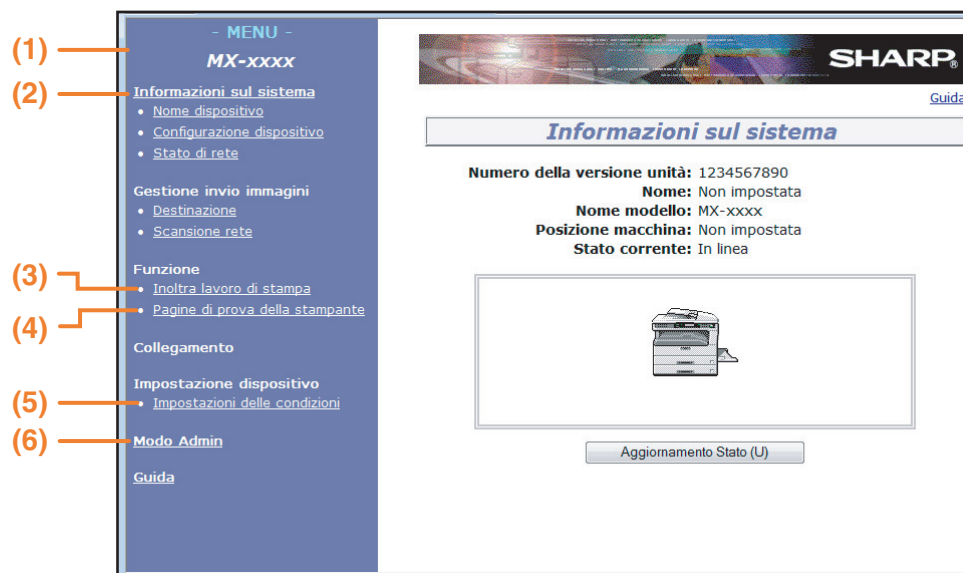 - MENU -
(1)
MX-xxxx
(2)
Informazioni sul sistema
• Nome dispositivo
• Configurazione dispositivo
• Stato di rete
Gestione invio immagini
• Destinazione
• Scansione rete
Funzione
(3)
• Inoltra lavoro di stampa
(4)
• Pagine di prova della stampante
Collegamento
Impostazione dispositivo
(5)
• Impostazioni delle condizioni
(6)
Modo Admin
Guida
SHARP®
Guida
Informazioni sul sistema
Numero della versione unità: 1234567890
Nome: Non impostata
Nome modello: MX-xxxx
Posizione macchina: Non impostata
Stato corrente: In linea
Aggiornamento Stato (U)